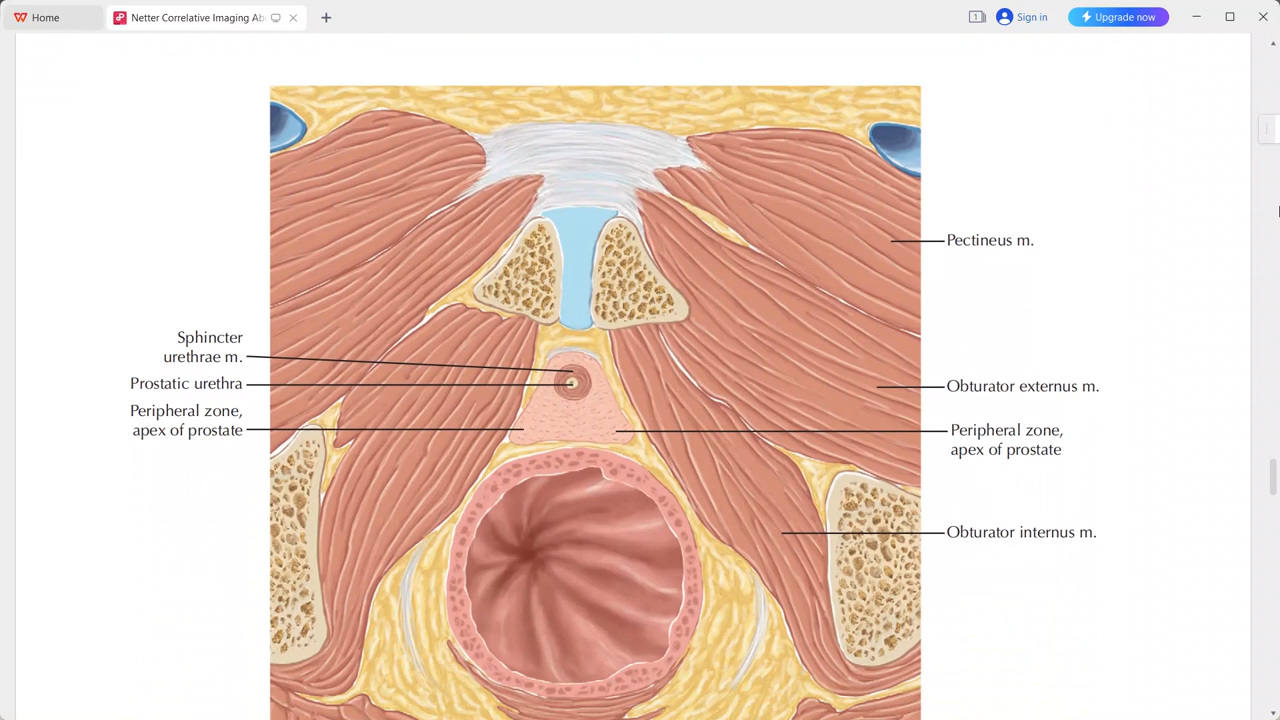 Home
Netter Correlative Imaging Ab
1
Sign in
Upgrade now
Pectineus m.
Sphincter
urethrae m.
Prostatic urethra
Obturator externus m.
Peripheral zone,
apex of prostate
Peripheral zone,
apex of prostate
Obturator internus m.